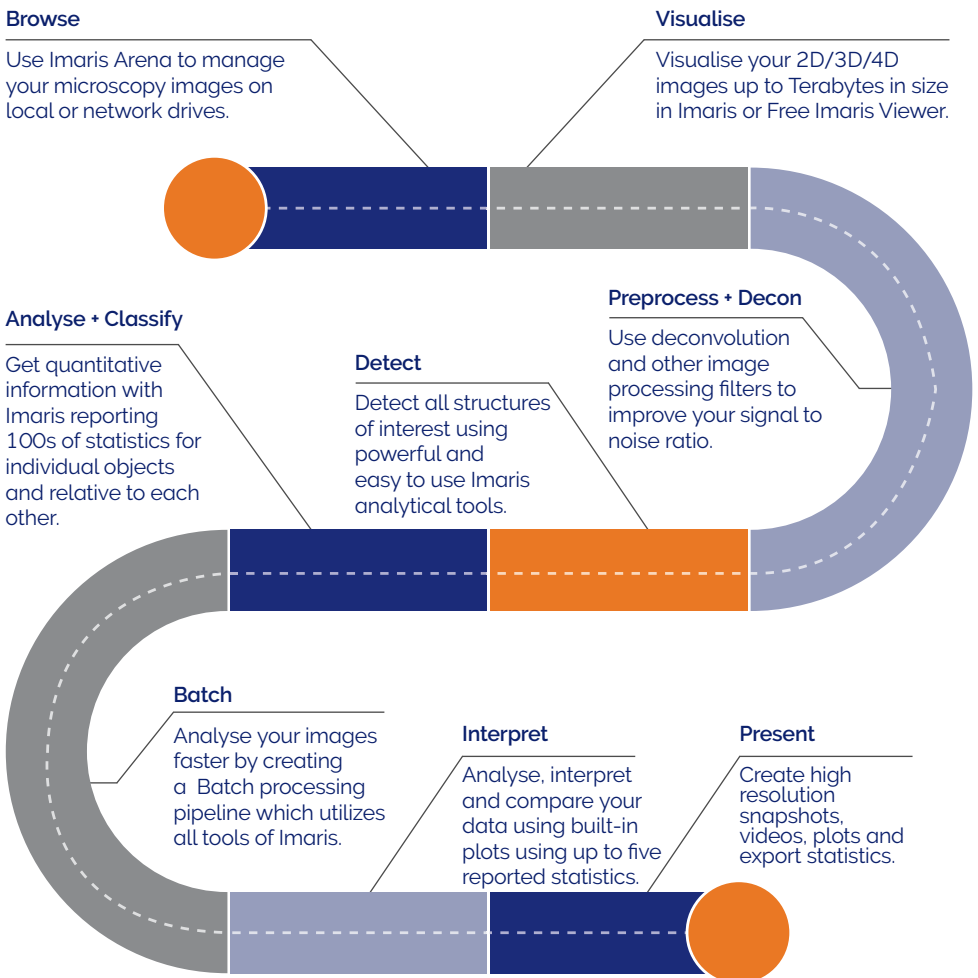 Browse
Use Imaris Arena to manage
your microscopy images on
local or network drives.
Visualise
Visualise your 2D/3D/4D
images up to Terabytes in size
in Imaris or Free Imaris Viewer.
Preprocess + Decon
Use deconvolution
and other image
processing filters to
improve your signal to
noise ratio.
Detect
Detect all structures
of interest using
powerful and
easy to use Imaris
analytical tools.
Analyse + Classify
Get quantitative
information with
Imaris reporting
100s of statistics for
individual objects
and relative to each
other.
Batch
Analyse your images
faster by creating
a Batch processing
pipeline which utilizes
all tools of Imaris.
Interpret
Analyse, interpret
and compare your
data using built-in
plots using up to five
reported statistics.
Present
Create high
resolution
snapshots,
videos, plots and
export statistics.